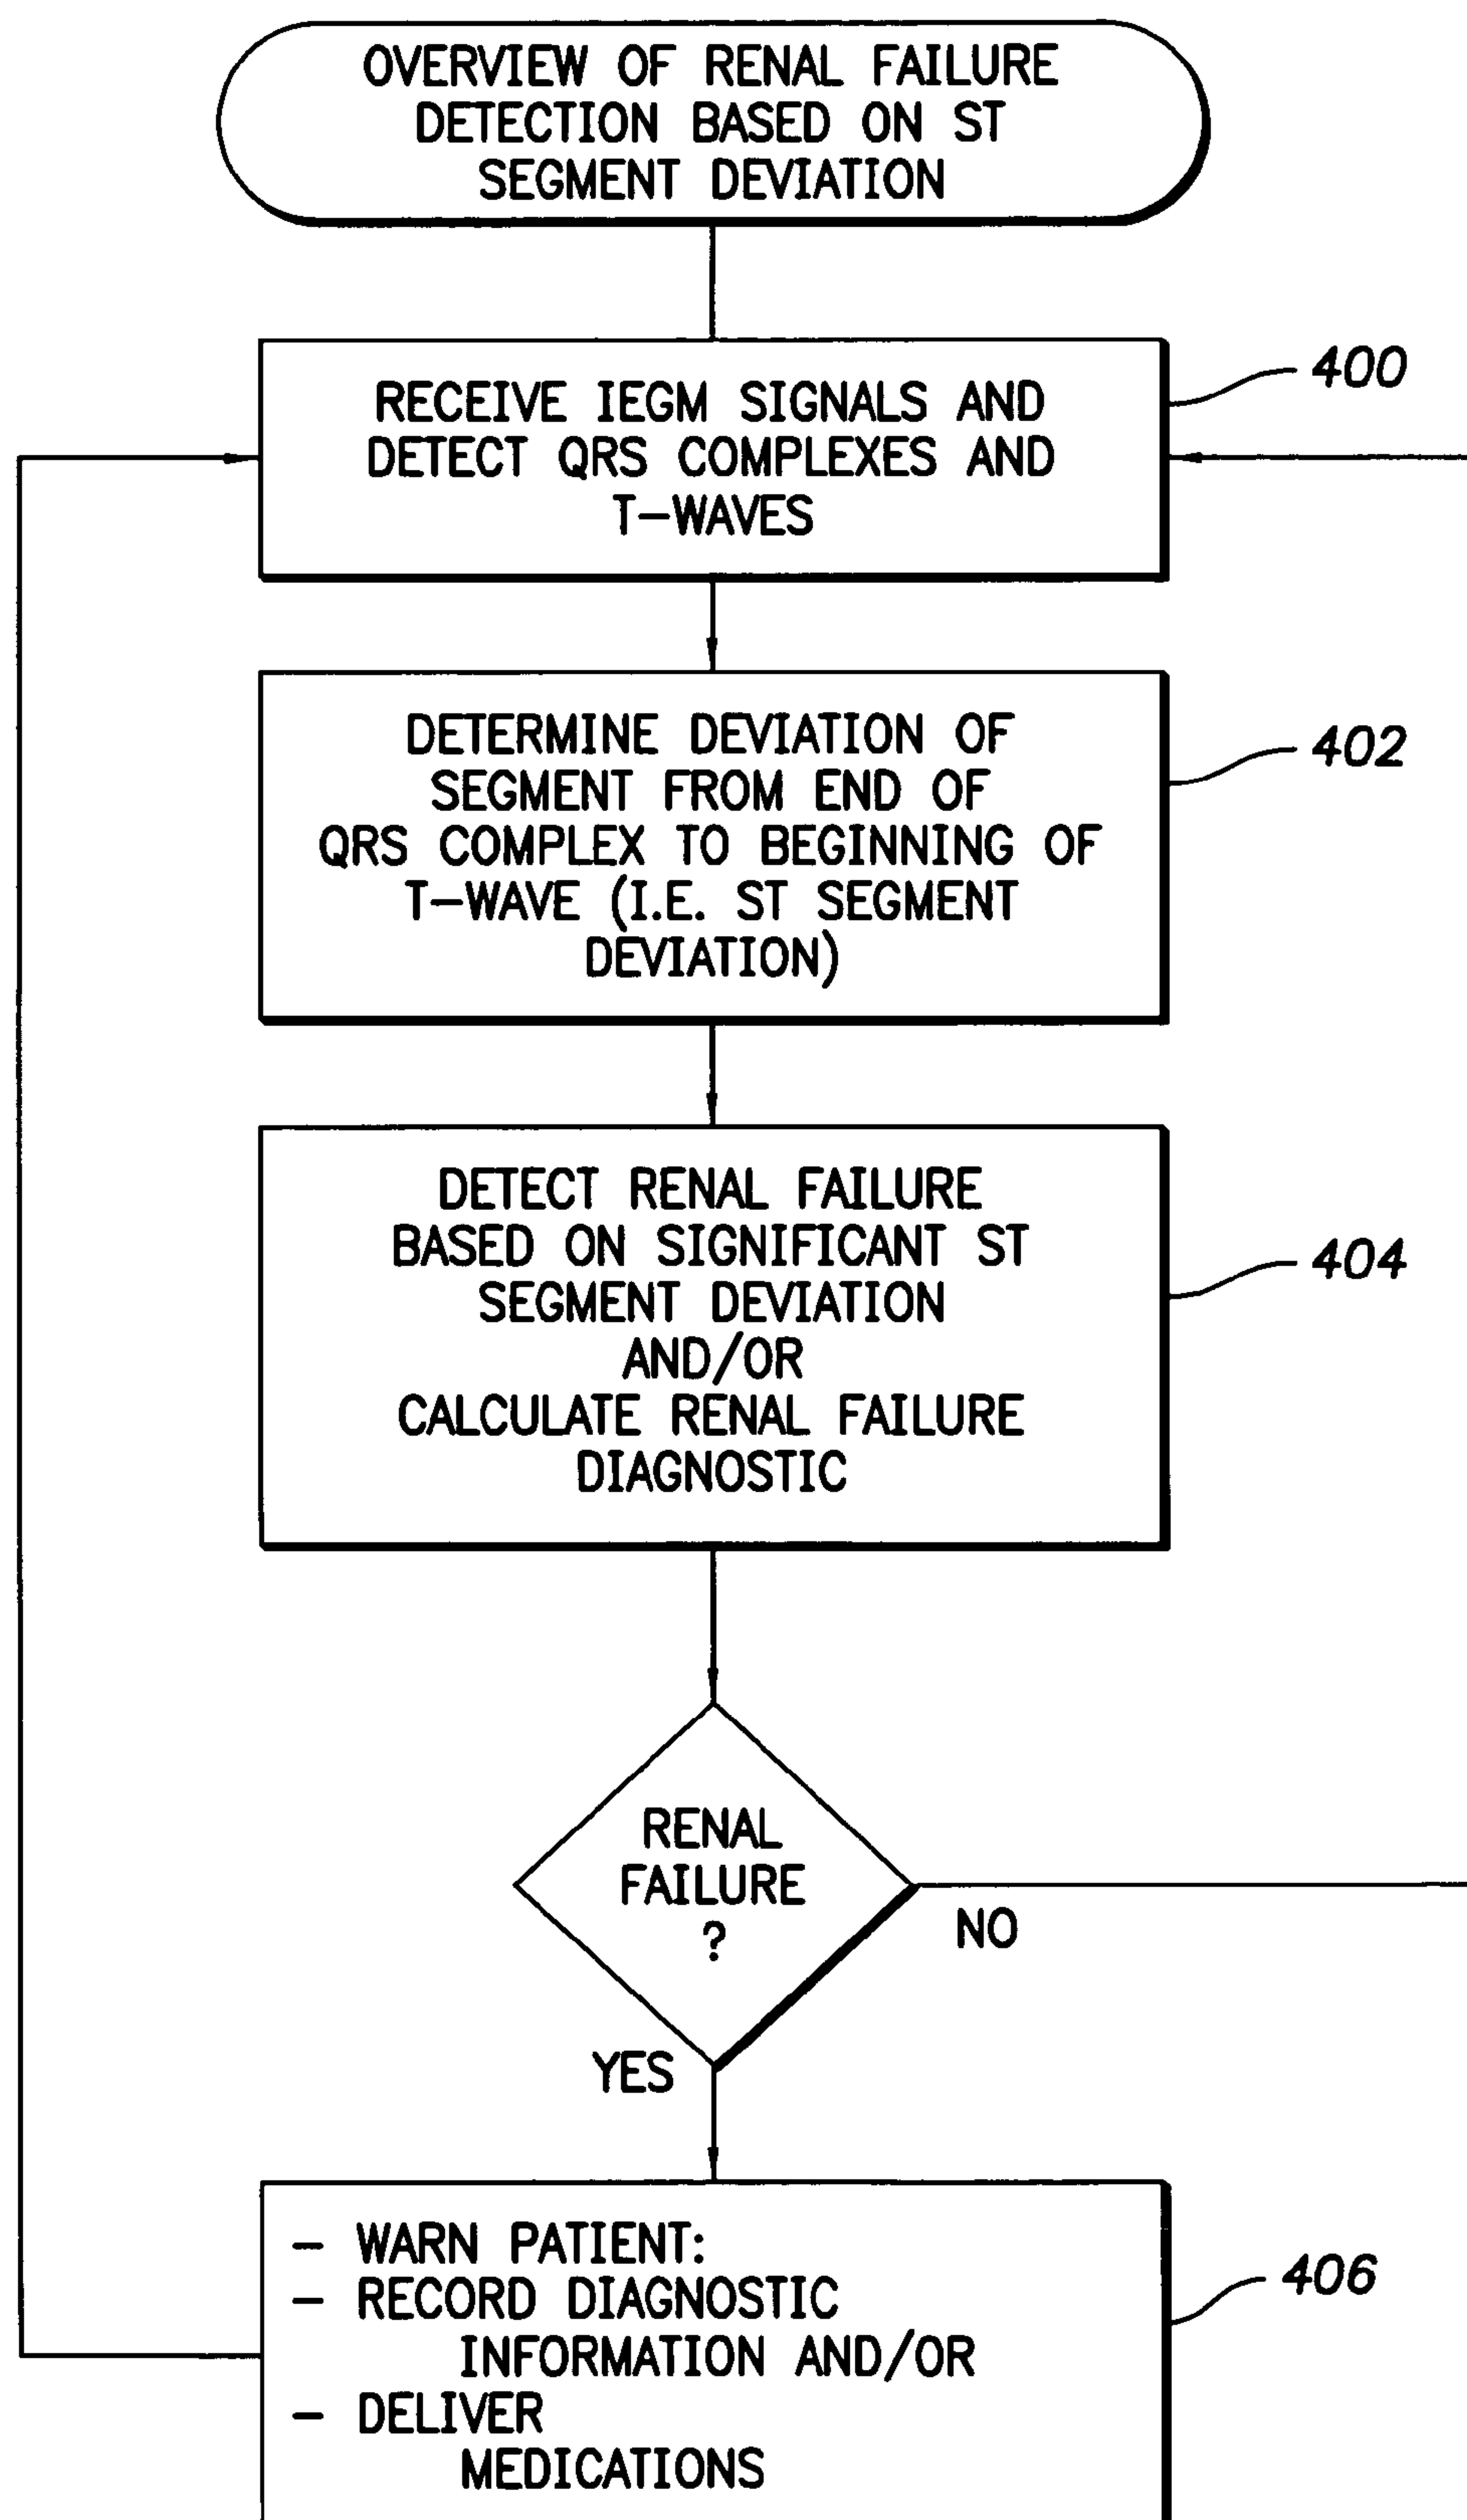 OVERVIEW OF RENAL FAILURE
DETECTION BASED ON ST
SEGMENT DEVIATION
400
RECEIVE IEGM SIGNALS AND
DETECT QRS COMPLEXES AND
T-WAVES
402
DETERMINE DEVIATION OF
SEGMENT FROM END OF
QRS COMPLEX TO BEGINNING OF
T-WAVE (I.E. ST SEGMENT
DEVIATION)
404
DETECT RENAL FAILURE
BASED ON SIGNIFICANT ST
SEGMENT DEVIATION
AND/OR
CALCULATE RENAL FAILURE
DIAGNOSTIC
RENAL
FAILURE
?
NO
YES
406
- WARN PATIENT:
- RECORD DIAGNOSTIC
INFORMATION AND/OR
- DELIVER
MEDICATIONS